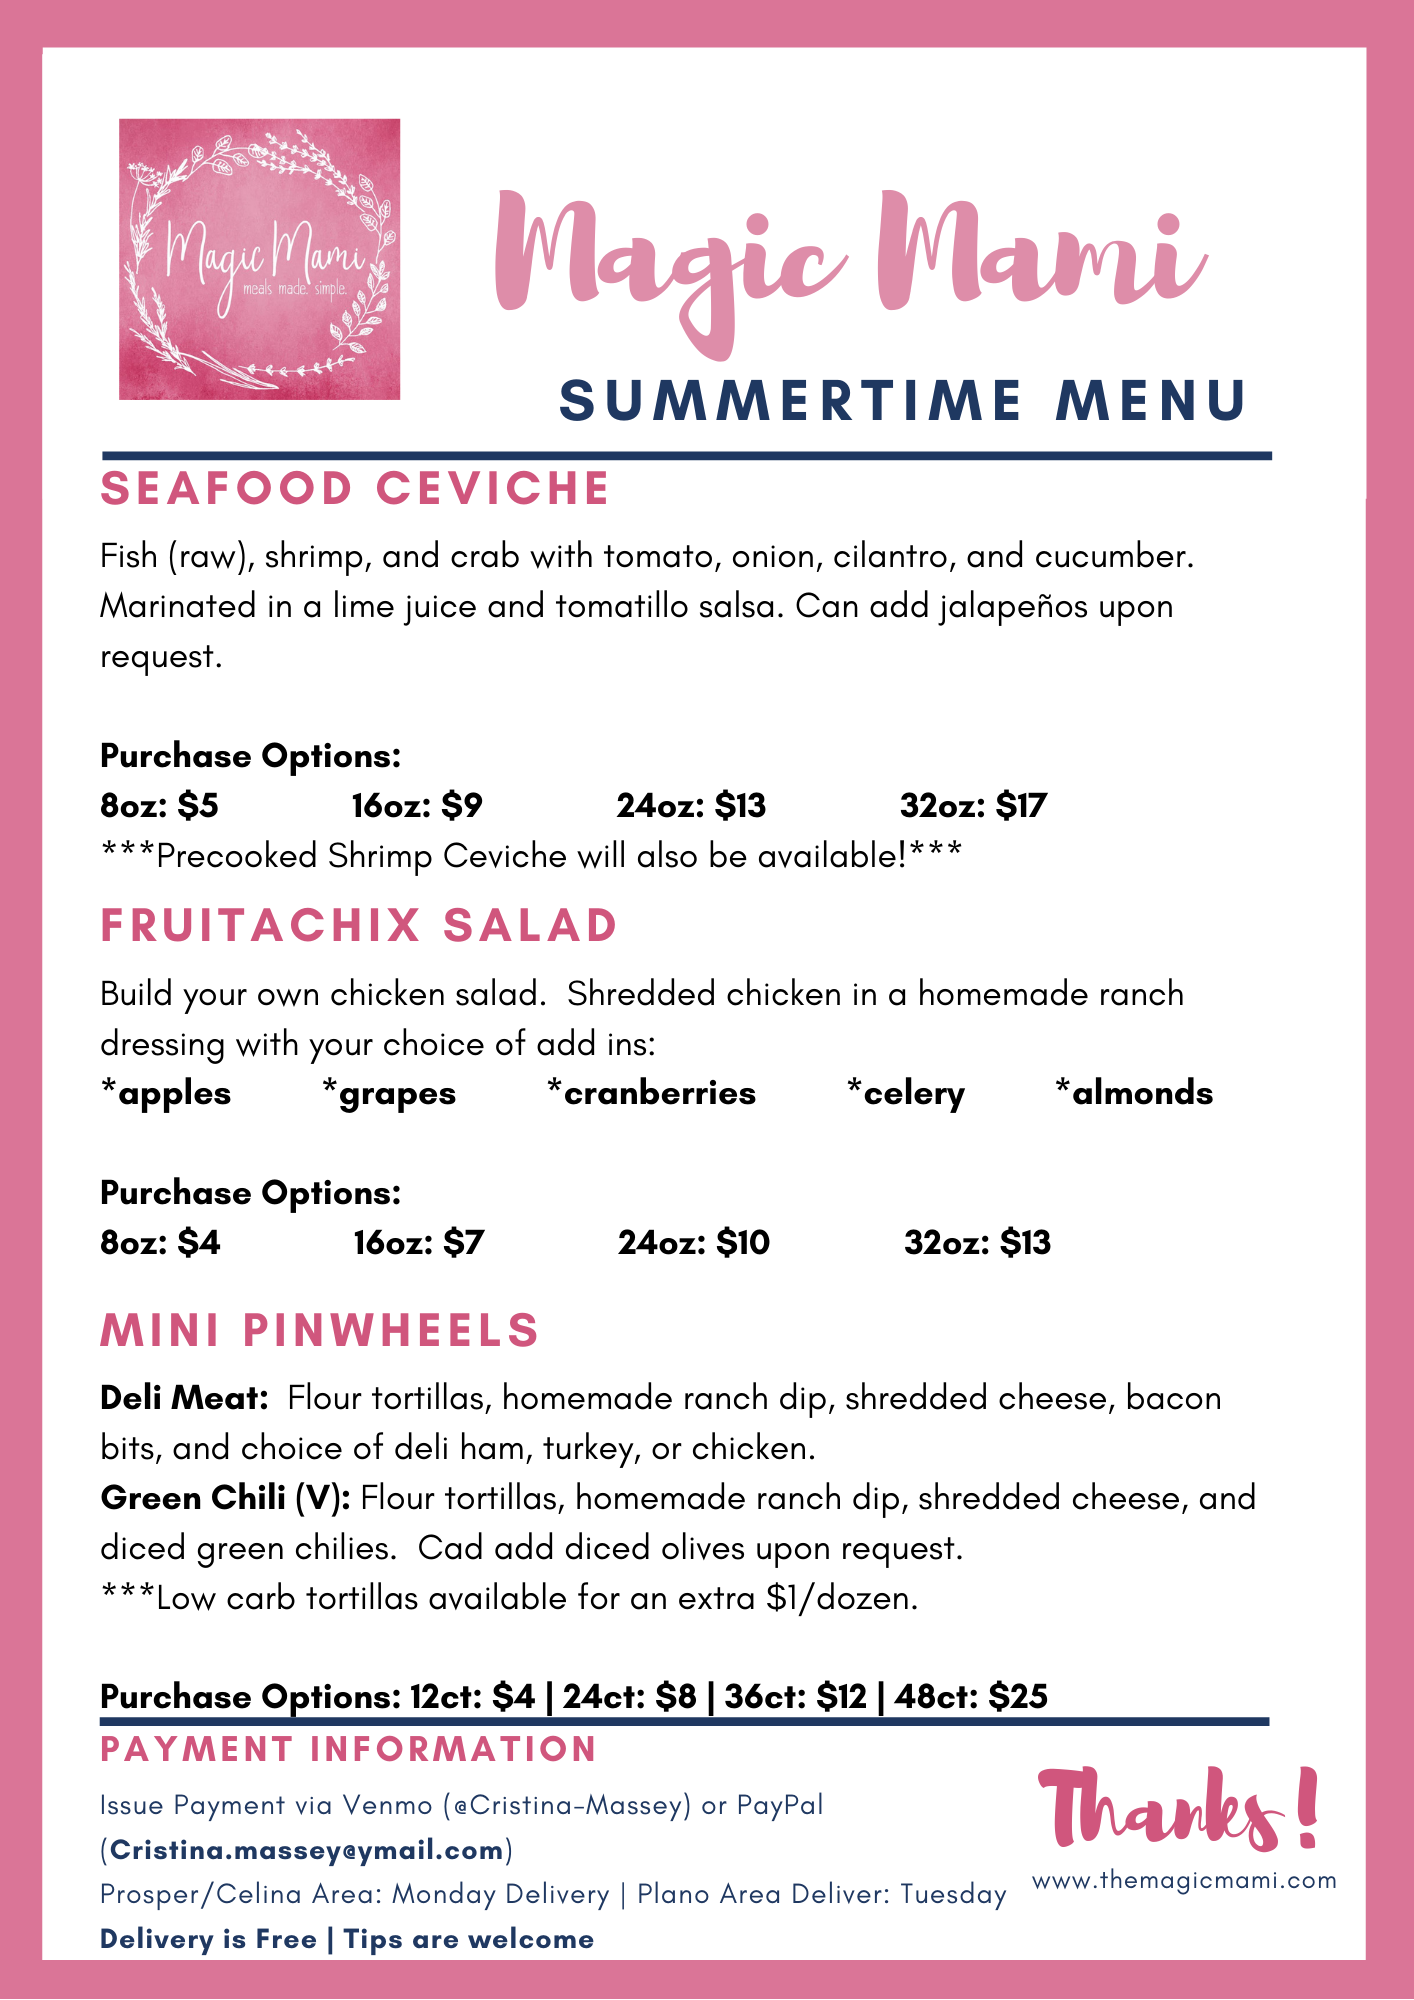 Magic Mami
meals made. simple.
Magic Mami
SUMMERTIME MENU
SEAFOOD CEVICHE
Fish (raw), shrimp, and crab with tomato, onion, cilantro, and cucumber.
Marinated in a lime juice and tomatillo salsa. Can add jalapeños upon
request.
Purchase Options:
8oz: $5 16oz: $9 24oz: $13 32oz: $17
***Precooked Shrimp Ceviche will also be available!***
FRUITACHIX SALAD
Build your own chicken salad.  Shredded chicken in a homemade ranch
dressing with your choice of add ins:
*apples *grapes *cranberries *celery *almonds
Purchase Options:
8oz: $4 16oz: $7 24oz: $10 32oz: $13
MINI PINWHEELS
Deli Meat:  Flour tortillas, homemade ranch dip, shredded cheese, bacon
bits, and choice of deli ham, turkey, or chicken.
Green Chili (V): Flour tortillas, homemade ranch dip, shredded cheese, and
diced green chilies.  Cad add diced olives upon request.
***Low carb tortillas available for an extra $1/dozen.
Purchase Options: 12ct: $4 | 24ct: $8 | 36ct: $12 | 48ct: $25
PAYMENT INFORMATION
Issue Payment via Venmo (@Cristina-Massey) or PayPal
(Cristina.massey@ymail.com)
Prosper/Celina Area: Monday Delivery | Plano Area Deliver: Tuesday
Delivery is Free | Tips are welcome
Thanks!
www.themagicmami.com